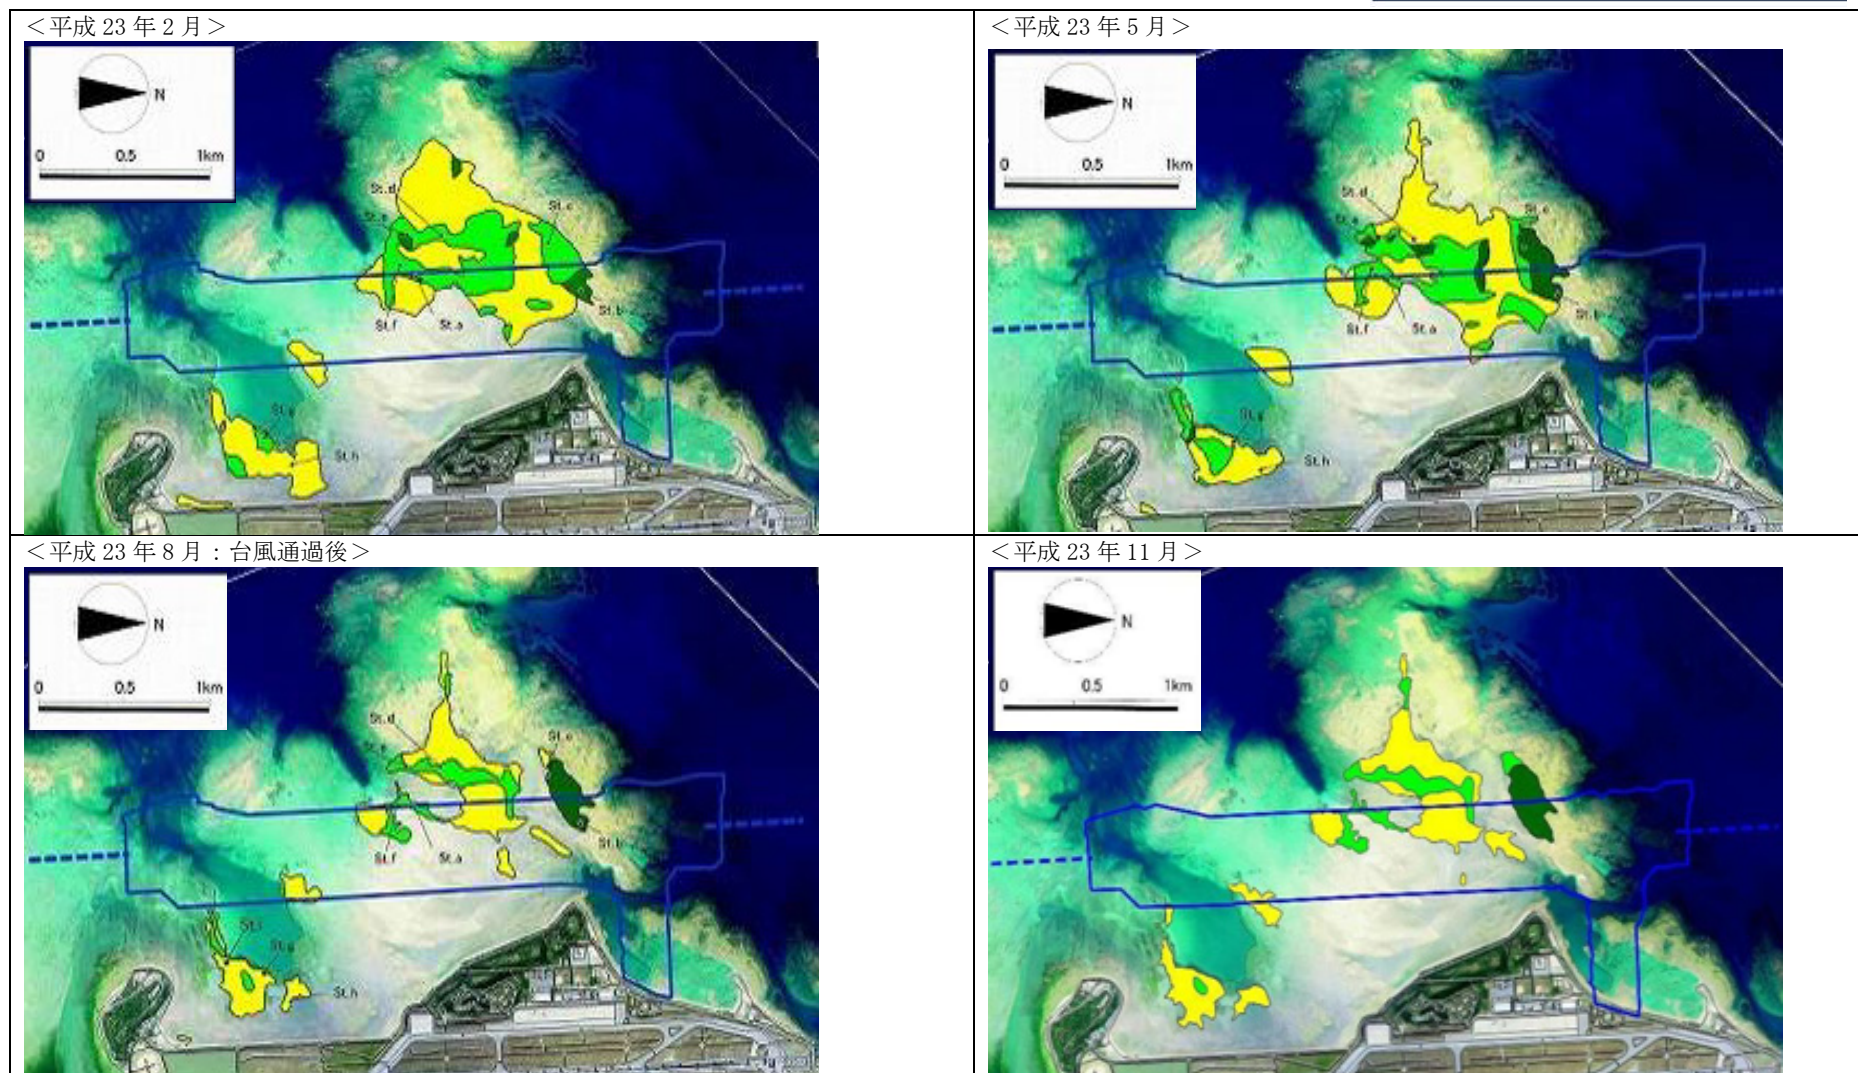 ＜平成 23 年 2 月＞
N
0 0.5 1km
St.d
St.e
St.c
St.b
St.f
St.a
St.g
St.h
＜平成 23 年 5 月＞
N
0 0.5 1km
St.d
St.e
St.c
St.b
St.f
St.a
St.g
St.h
＜平成 23 年 8 月：台風通過後＞
N
0 0.5 1km
St.d
St.e
St.c
St.b
St.f
St.a
St.i
St.g
St.h
＜平成 23 年 11 月＞
N
0 0.5 1km